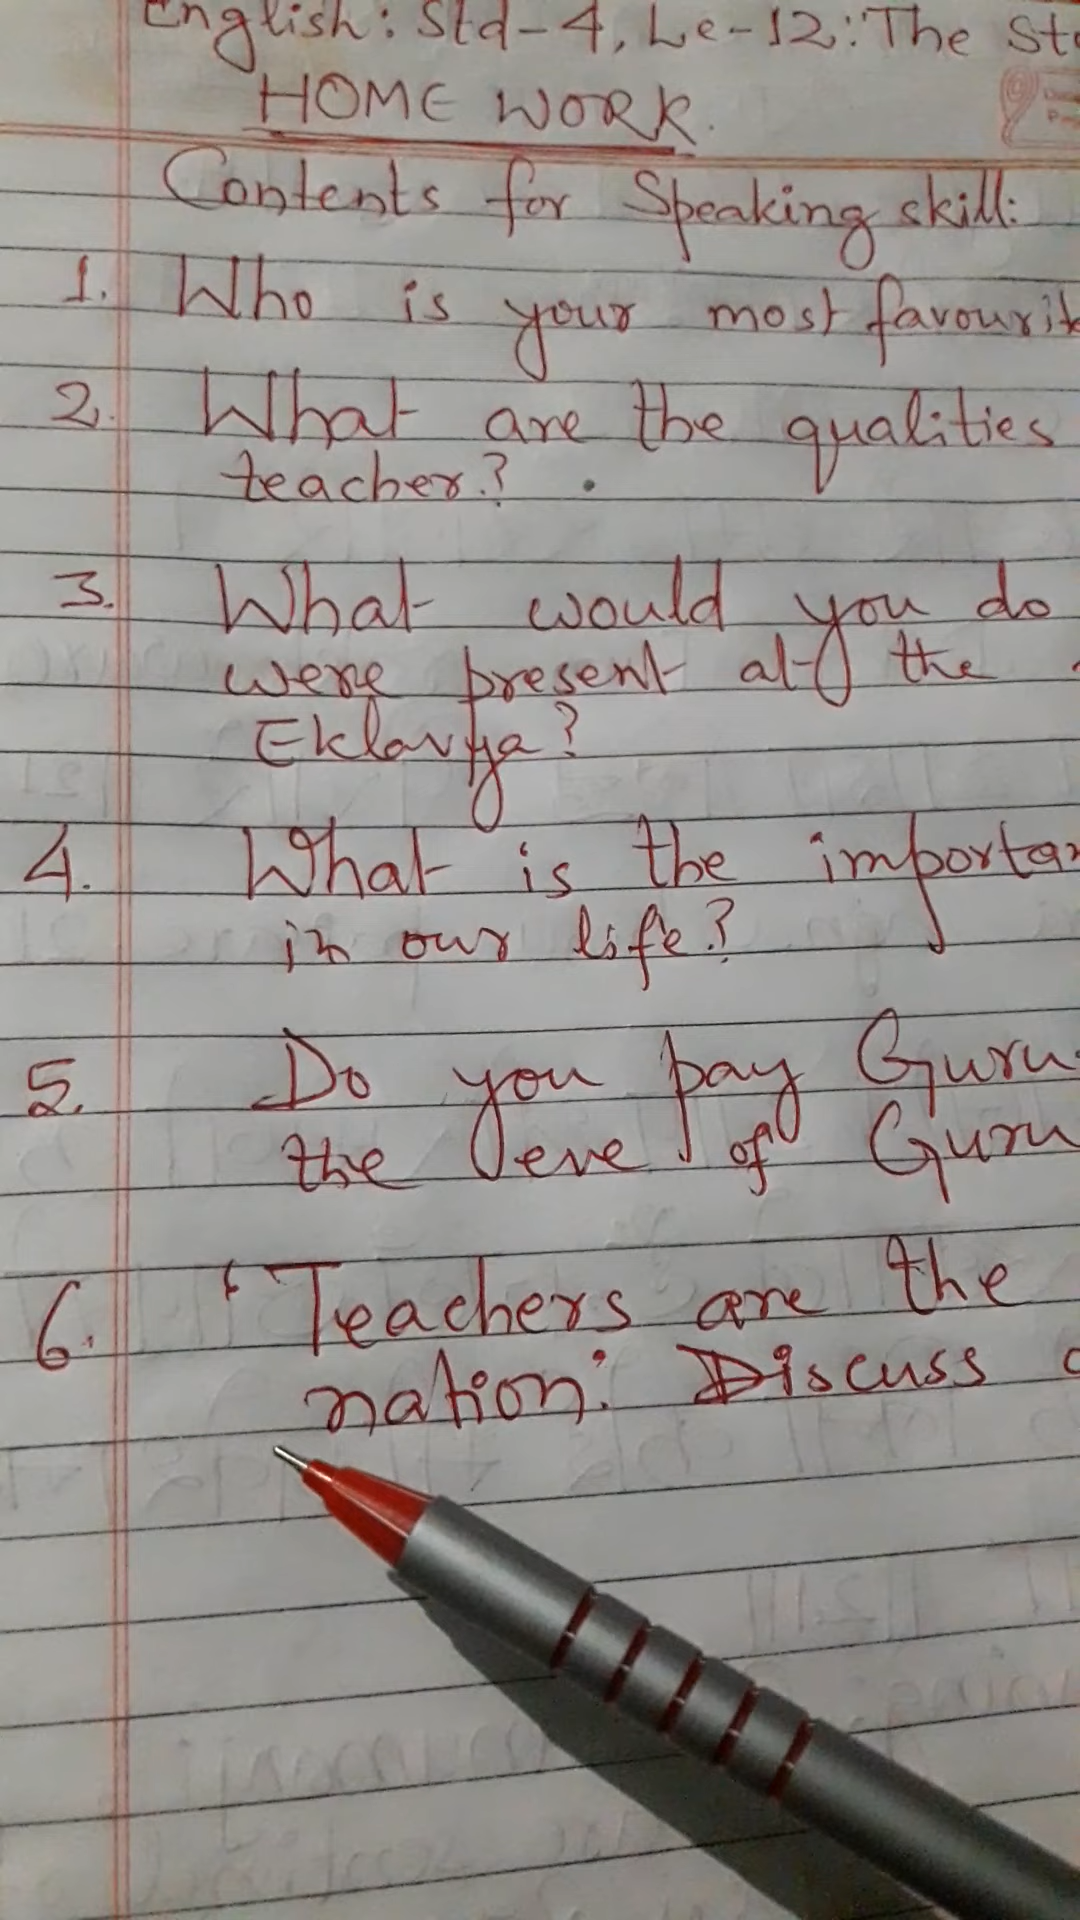 English: Std-4, Le-12: The Sto
HOME WORK.
Contents for Speaking skill:
1. Who is your most favourit
2. What are the qualities
teacher.?
3. What would you do
were present at the
Eklavya?
4. What is the importan
in our life?
5. Do you pay Guru
the eve of Guru
6. 'Teachers are the
nation.' Discuss